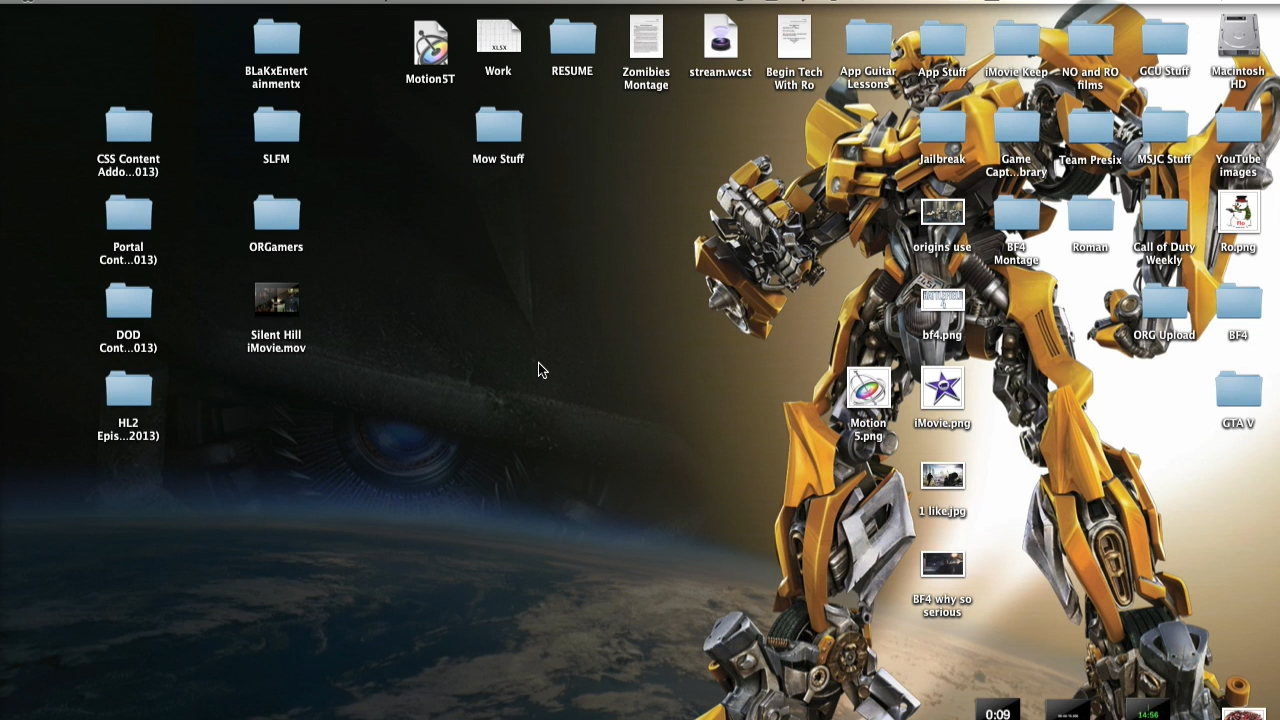 BLaKxEntert
ainmentx
Motion5T
XLSX
Work
RESUME
Zomibies
Montage
stream.wcst
Begin Tech
With Ro
App Guitar
Lessons
App Stuff
iMovie Keep
NO and RO
films
GCU Stuff
Macintosh
HD
CSS Content
Addo...013)
SLFM
Mow Stuff
Jailbreak
Game
Capt...brary
Team Presix
MSJC Stuff
YouTube
images
Portal
Cont...013)
ORGamers
origins use
BF4
Montage
Roman
Call of Duty
Weekly
Ro.png
DOD
Cont...013)
Silent Hill
iMovie.mov
bf4.png
ORG Upload
BF4
HL2
Epis...2013)
Motion
5.png
iMovie.png
GTA V
1 like.jpg
BF4 why so
serious
0:09
14:56